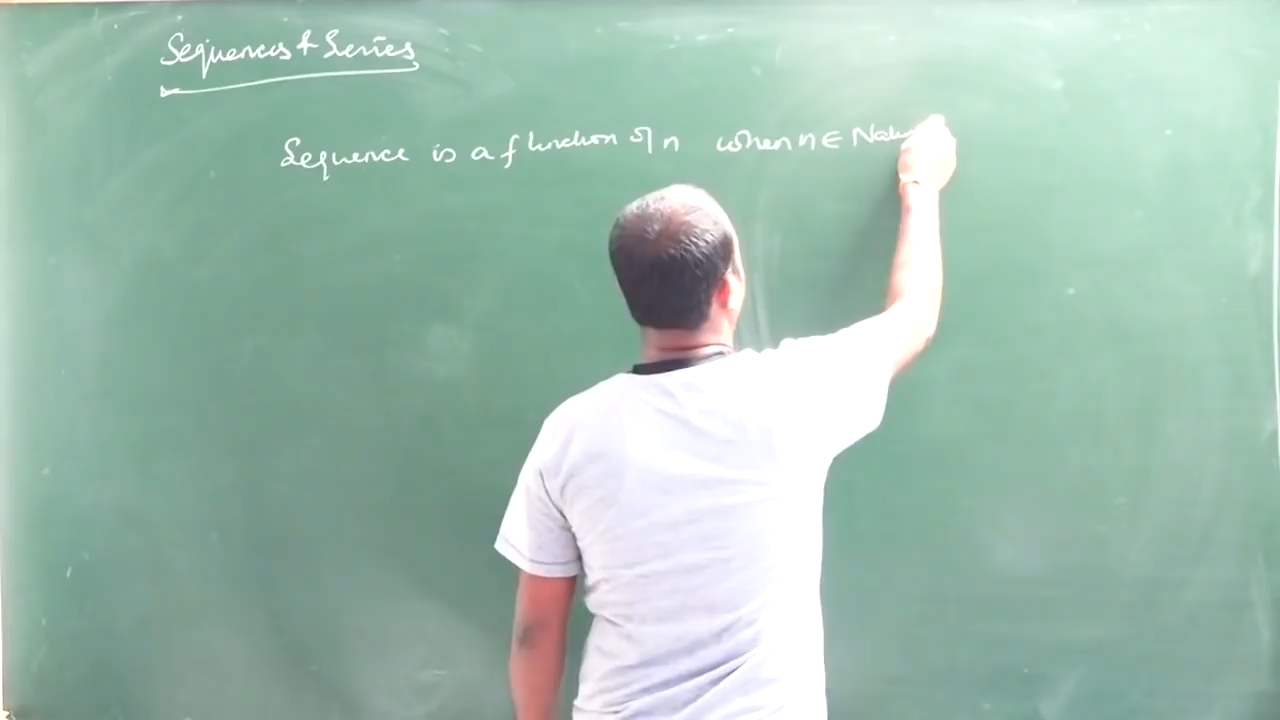 Sequences & Series
Sequence is a function of n when n ∈ Natu